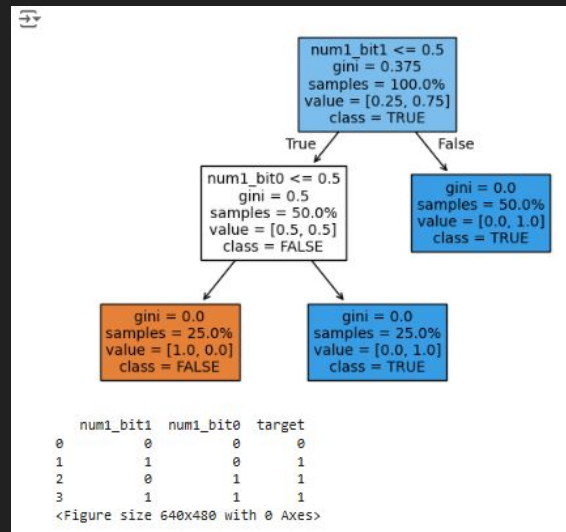 num1_bit1 <= 0.5
gini = 0.375
samples = 100.0%
value = [0.25, 0.75]
class = TRUE
True
False
num1_bit0 <= 0.5
gini = 0.5
samples = 50.0%
value = [0.5, 0.5]
class = FALSE
gini = 0.0
samples = 50.0%
value = [0.0, 1.0]
class = TRUE
gini = 0.0
samples = 25.0%
value = [1.0, 0.0]
class = FALSE
gini = 0.0
samples = 25.0%
value = [0.0, 1.0]
class = TRUE
num1_bit1 num1_bit0 target
0 0 0 0
1 1 0 1
2 0 1 1
3 1 1 1
<Figure size 640x480 with 0 Axes>